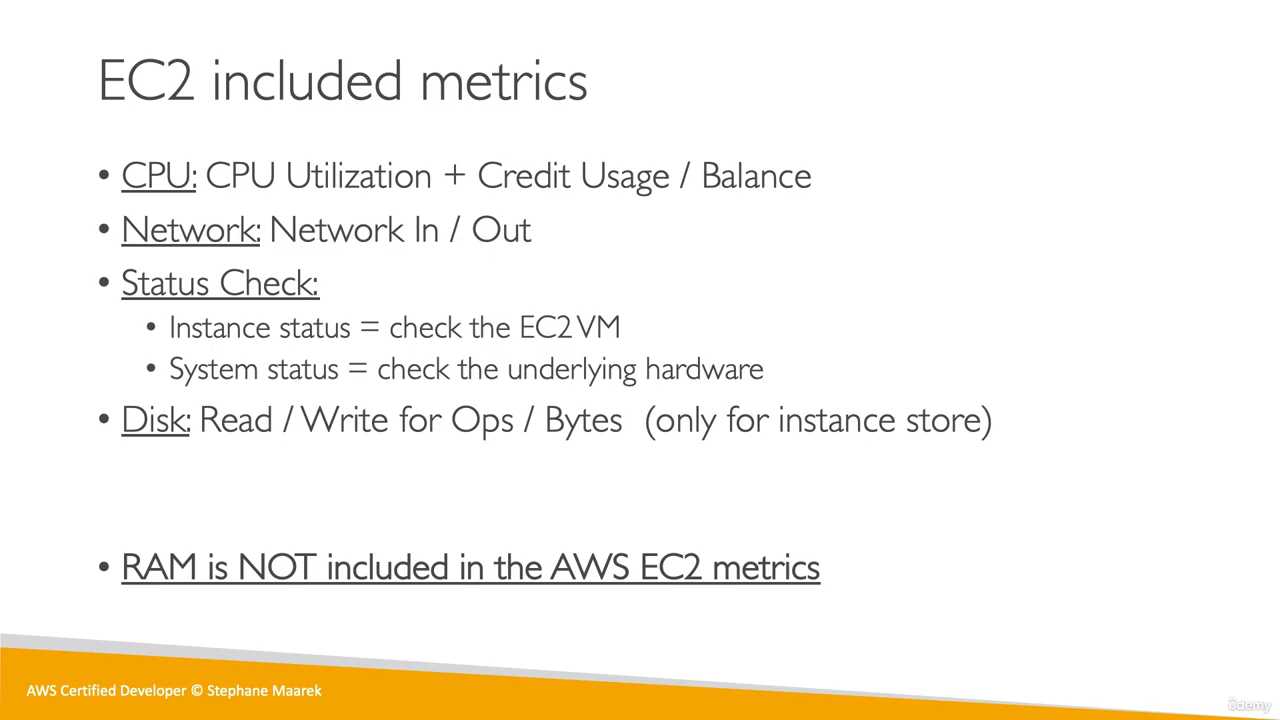 EC2 included metrics
• CPU: CPU Utilization + Credit Usage / Balance
• Network: Network In / Out
• Status Check:
• Instance status = check the EC2 VM
• System status = check the underlying hardware
• Disk: Read / Write for Ops / Bytes (only for instance store)
• RAM is NOT included in the AWS EC2 metrics
AWS Certified Developer © Stephane Maarek
ûdemy